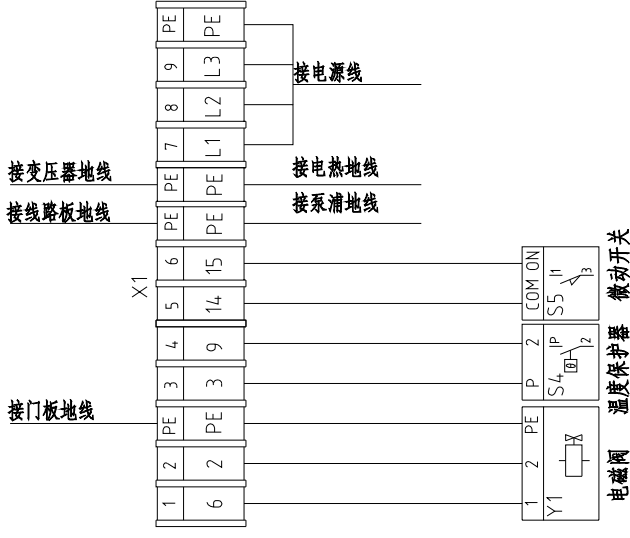 PE PE
9 L3
8 L2
7 L1
PE PE
PE PE
6 15
5 14
4 9
3 3
PE PE
2 2
1 6
X1
接电源线
接变压器地线
接电热地线
接线路板地线
接泵浦地线
接门板地线
COM ON
S5
1
3
微动开关
P 2
S4
θ
P
2
温度保护器
1 2 PE
Y1
电磁阀